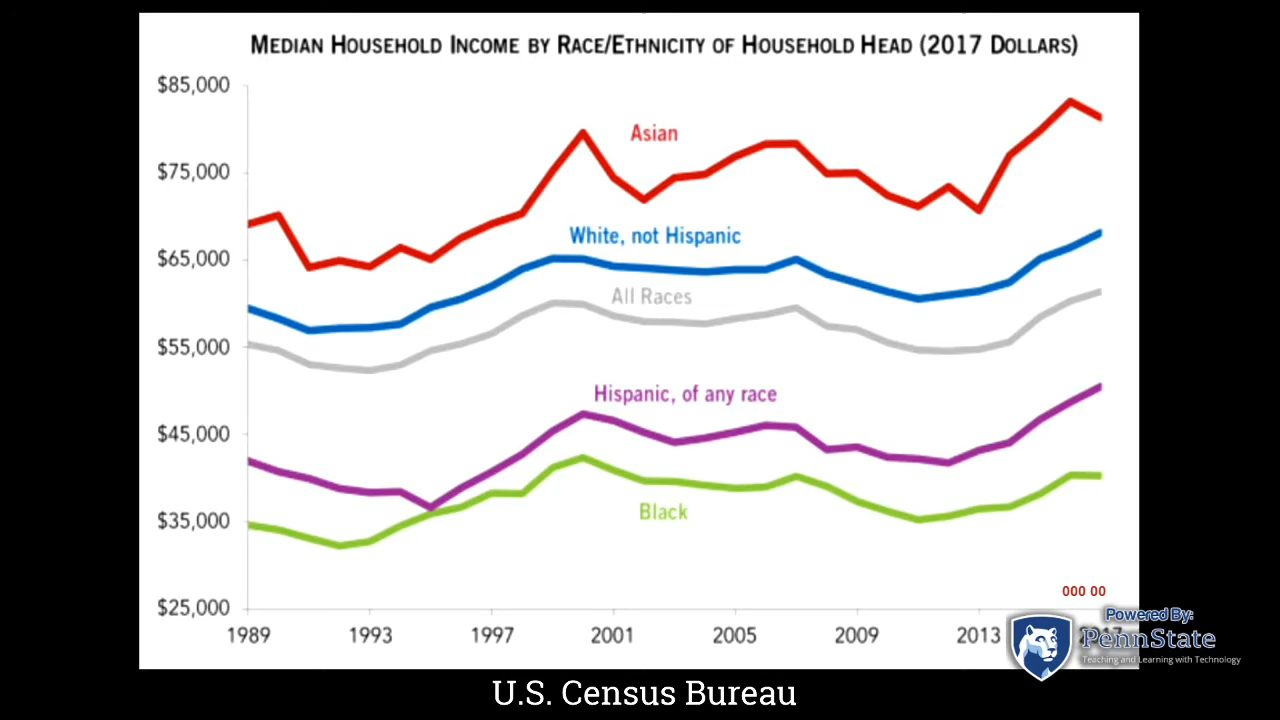 MEDIAN HOUSEHOLD INCOME BY RACE/ETHNICITY OF HOUSEHOLD HEAD (2017 DOLLARS)
$85,000
Asian
$75,000
White, not Hispanic
$65,000
All Races
$55,000
Hispanic, of any race
$45,000
Black
$35,000
000 00
$25,000
Powered By:
1989 1993 1997 2001 2005 2009 2013
PennState
Teaching and Learning with Technology
U.S. Census Bureau